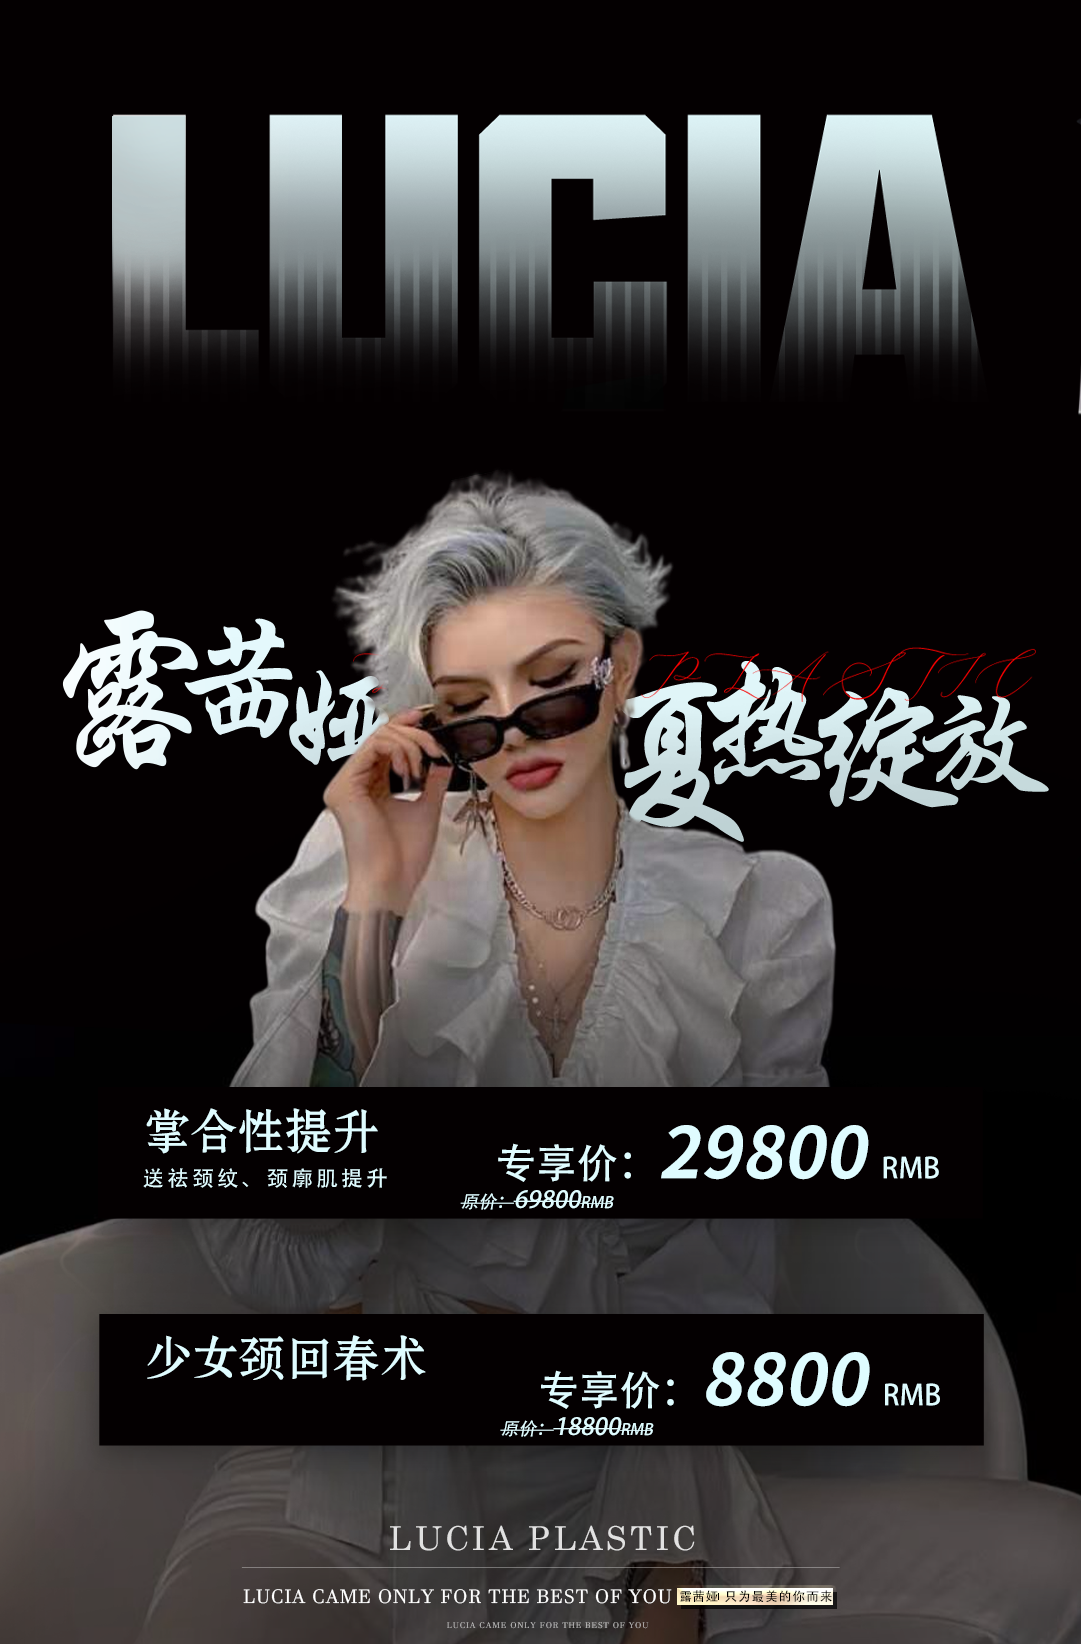 LUCIA
PLASTIC
露茜娅 夏热绽放
掌合性提升
送祛颈纹、颈廓肌提升
专享价：29800 RMB
原价：69800RMB
少女颈回春术
专享价：8800 RMB
原价：18800RMB
LUCIA PLASTIC
LUCIA CAME ONLY FOR THE BEST OF YOU 露茜娅 只为最美的你而来
LUCIA CAME ONLY FOR THE BEST OF YOU